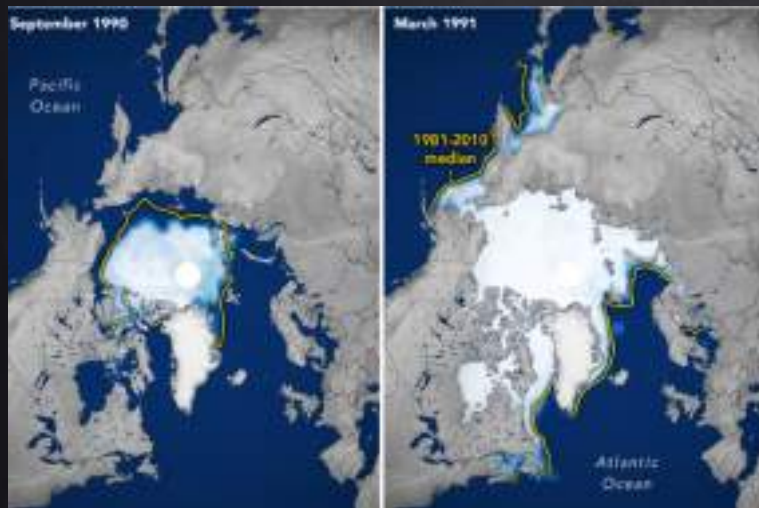 September 1990
Pacific
Ocean
March 1991
1981-2010
median
Atlantic
Ocean